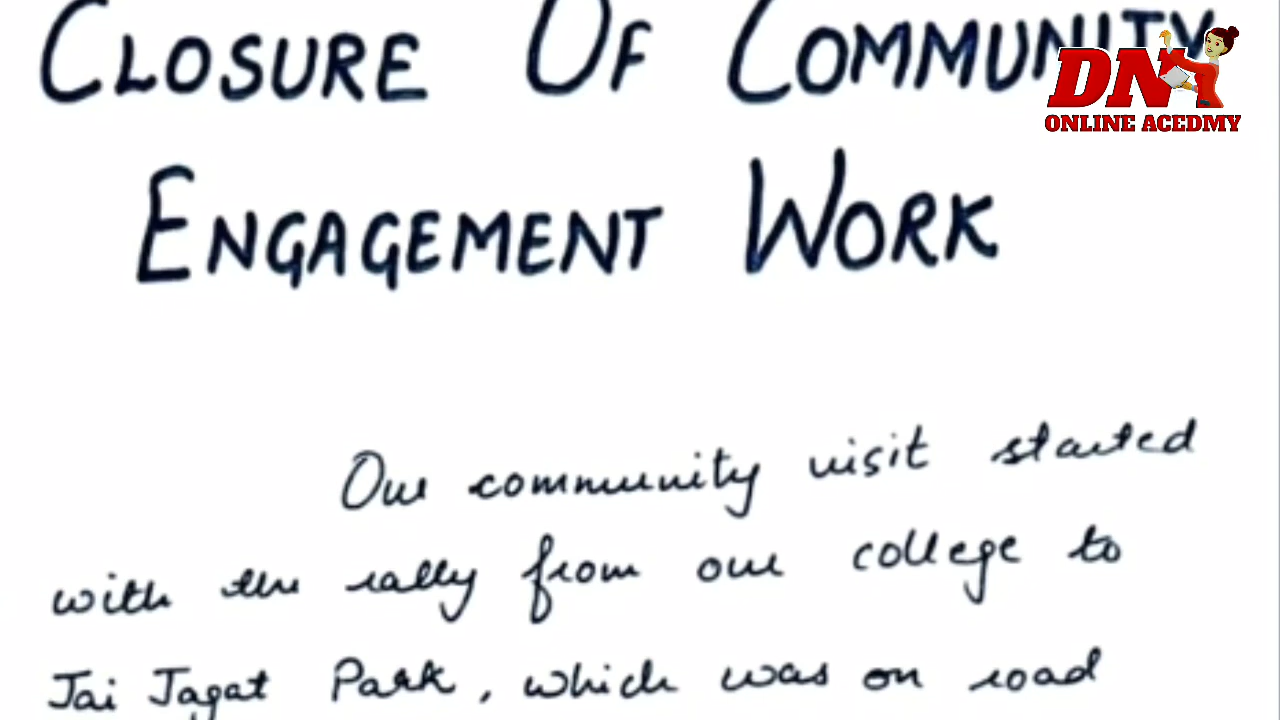 CLOSURE OF COMMUNITY
DN
ONLINE ACEDMY
ENGAGEMENT WORK
Our community visit started
with the rally from our college to
Jai Jagat Park, which was on road